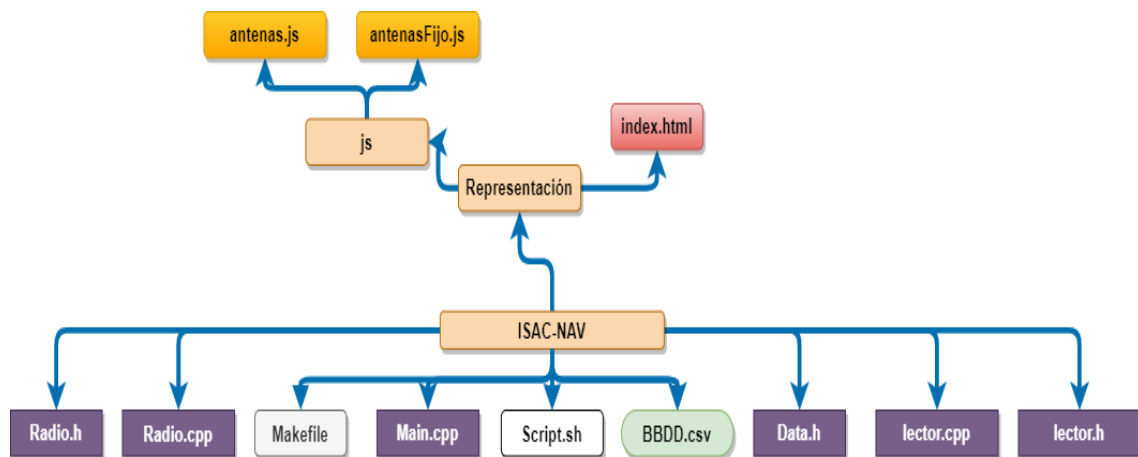 antenas.js
antenasFijo.js
js
index.html
Representación
ISAC-NAV
Radio.h
Radio.cpp
Makefile
Main.cpp
Script.sh
BBDD.csv
Data.h
lector.cpp
lector.h